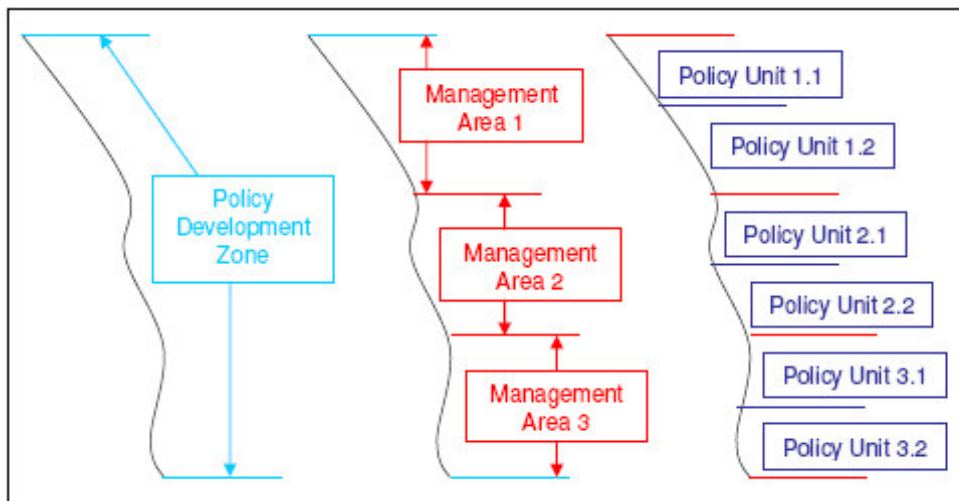 Policy
Development
Zone
Management
Area 1
Management
Area 2
Management
Area 3
Policy Unit 1.1
Policy Unit 1.2
Policy Unit 2.1
Policy Unit 2.2
Policy Unit 3.1
Policy Unit 3.2